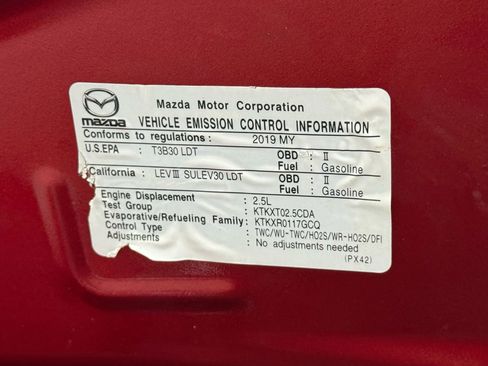 mazda
Mazda Motor Corporation
VEHICLE EMISSION CONTROL INFORMATION
Conforms to regulations: 2019 MY
U.S.EPA : T3B30 LDT OBD : II
Fuel : Gasoline
California : LEVIII SULEV30 LDT OBD : II
Fuel : Gasoline
Engine Displacement : 2.5L
Test Group : KTKXT02.5CDA
Evaporative/Refueling Family : KTKXR0117GCQ
Control Type : TWC/WU-TWC/HO2S/WR-HO2S/DFI
Adjustments : No adjustments needed
(PX42)